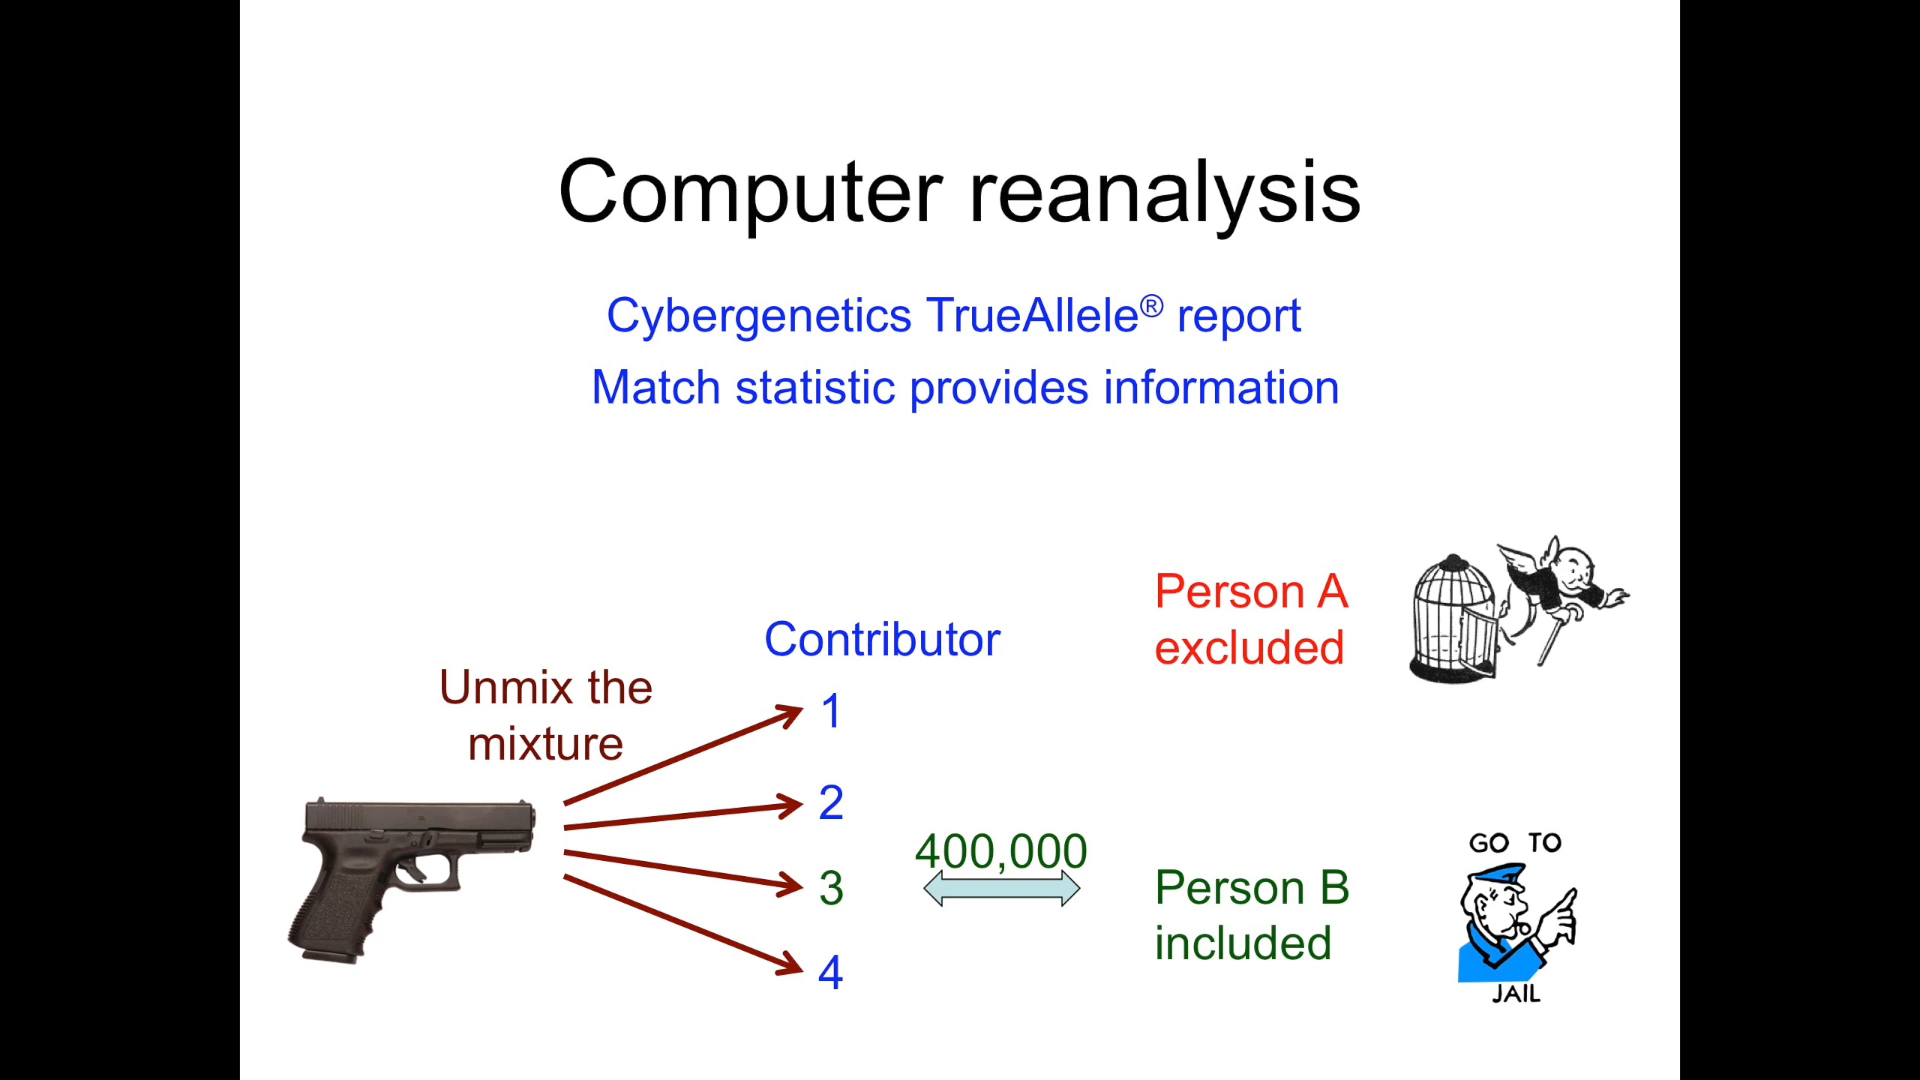 Computer reanalysis
Cybergenetics TrueAllele® report
Match statistic provides information
Unmix the
mixture
Contributor
1
2
3
4
400,000
Person A
excluded
Person B
included
GO TO
JAIL